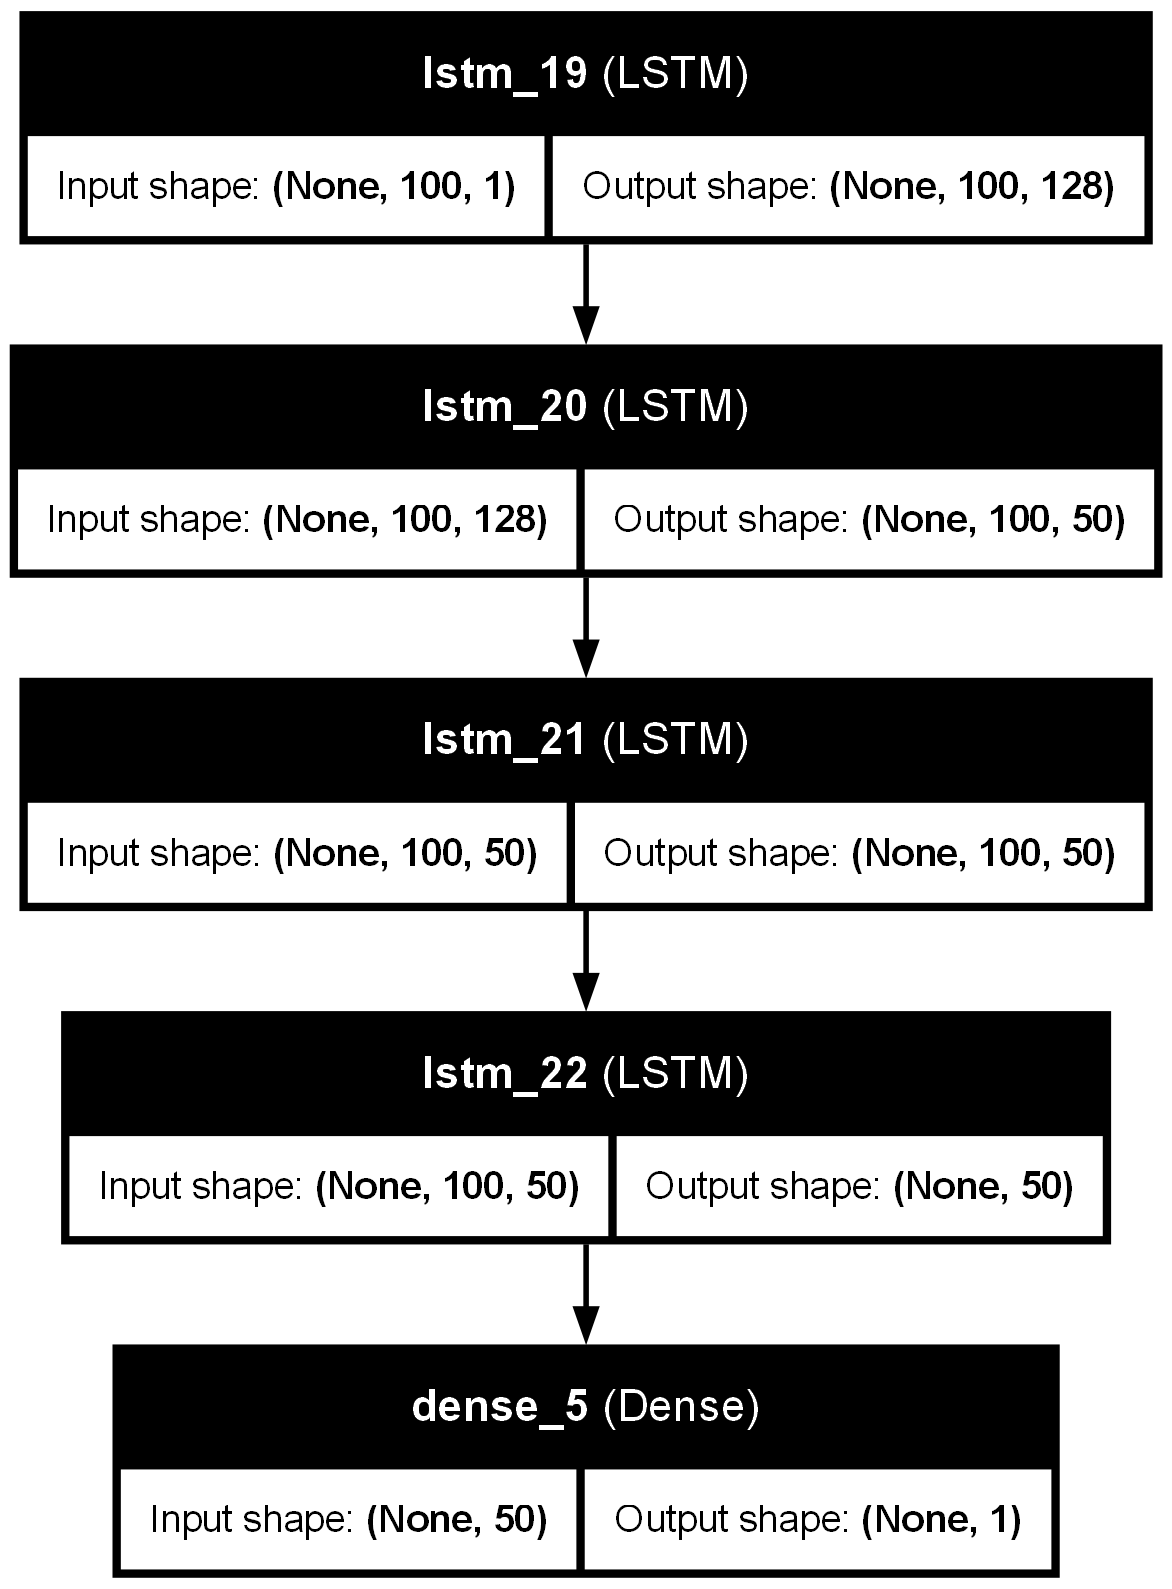 lstm_19 (LSTM)
Input shape: (None, 100, 1) Output shape: (None, 100, 128)
lstm_20 (LSTM)
Input shape: (None, 100, 128) Output shape: (None, 100, 50)
lstm_21 (LSTM)
Input shape: (None, 100, 50) Output shape: (None, 100, 50)
lstm_22 (LSTM)
Input shape: (None, 100, 50) Output shape: (None, 50)
dense_5 (Dense)
Input shape: (None, 50) Output shape: (None, 1)